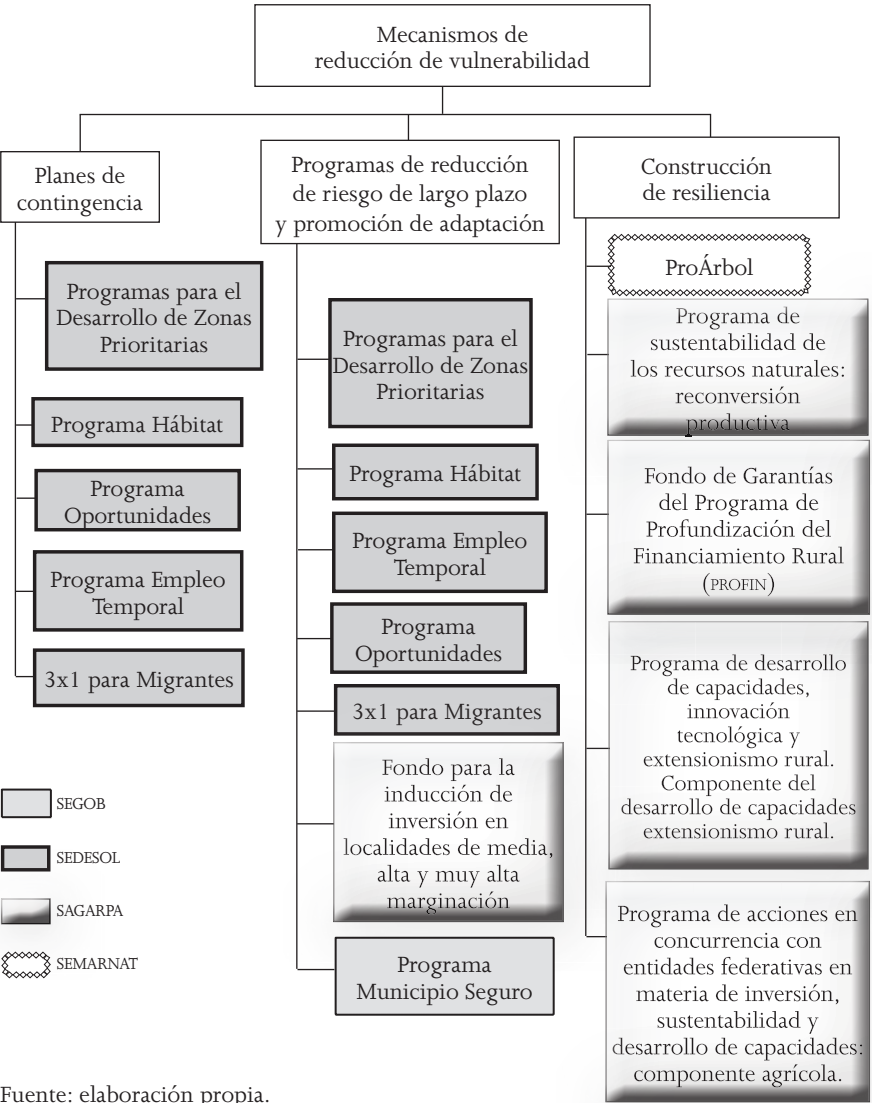 Mecanismos de
reducción de vulnerabilidad
Planes de
contingencia
Programas para el
Desarrollo de Zonas
Prioritarias
Programa Hábitat
Programa
Oportunidades
Programa Empleo
Temporal
3x1 para Migrantes
Programas de reducción
de riesgo de largo plazo
y promoción de adaptación
Programas para el
Desarrollo de Zonas
Prioritarias
Programa Hábitat
Programa Empleo
Temporal
Programa
Oportunidades
3x1 para Migrantes
Fondo para la
inducción de
inversión en
localidades de media,
alta y muy alta
marginación
Programa
Municipio Seguro
Construcción
de resiliencia
ProÁrbol
Programa de
sustentabilidad de
los recursos naturales:
reconversión
productiva
Fondo de Garantías
del Programa de
Profundización del
Financiamiento Rural
(PROFIN)
Programa de desarrollo
de capacidades,
innovación
tecnológica y
extensionismo rural.
Componente del
desarrollo de capacidades
extensionismo rural.
Programa de acciones en
concurrencia con
entidades federativas en
materia de inversión,
sustentabilidad y
desarrollo de capacidades:
componente agrícola.
SEGOB
SEDESOL
SAGARPA
SEMARNAT
Fuente: elaboración propia.